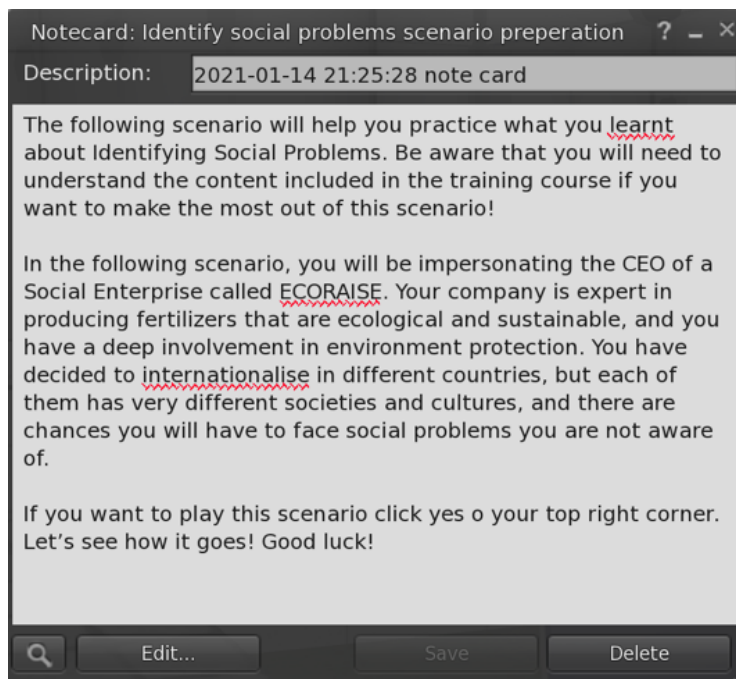 Notecard: Identify social problems scenario preperation ? _ ×
Description: 2021-01-14 21:25:28 note card
The following scenario will help you practice what you learnt
about Identifying Social Problems. Be aware that you will need to
understand the content included in the training course if you
want to make the most out of this scenario!
In the following scenario, you will be impersonating the CEO of a
Social Enterprise called ECORAISE. Your company is expert in
producing fertilizers that are ecological and sustainable, and you
have a deep involvement in environment protection. You have
decided to internationalise in different countries, but each of
them has very different societies and cultures, and there are
chances you will have to face social problems you are not aware
of.
If you want to play this scenario click yes o your top right corner.
Let’s see how it goes! Good luck!
Edit... Save Delete